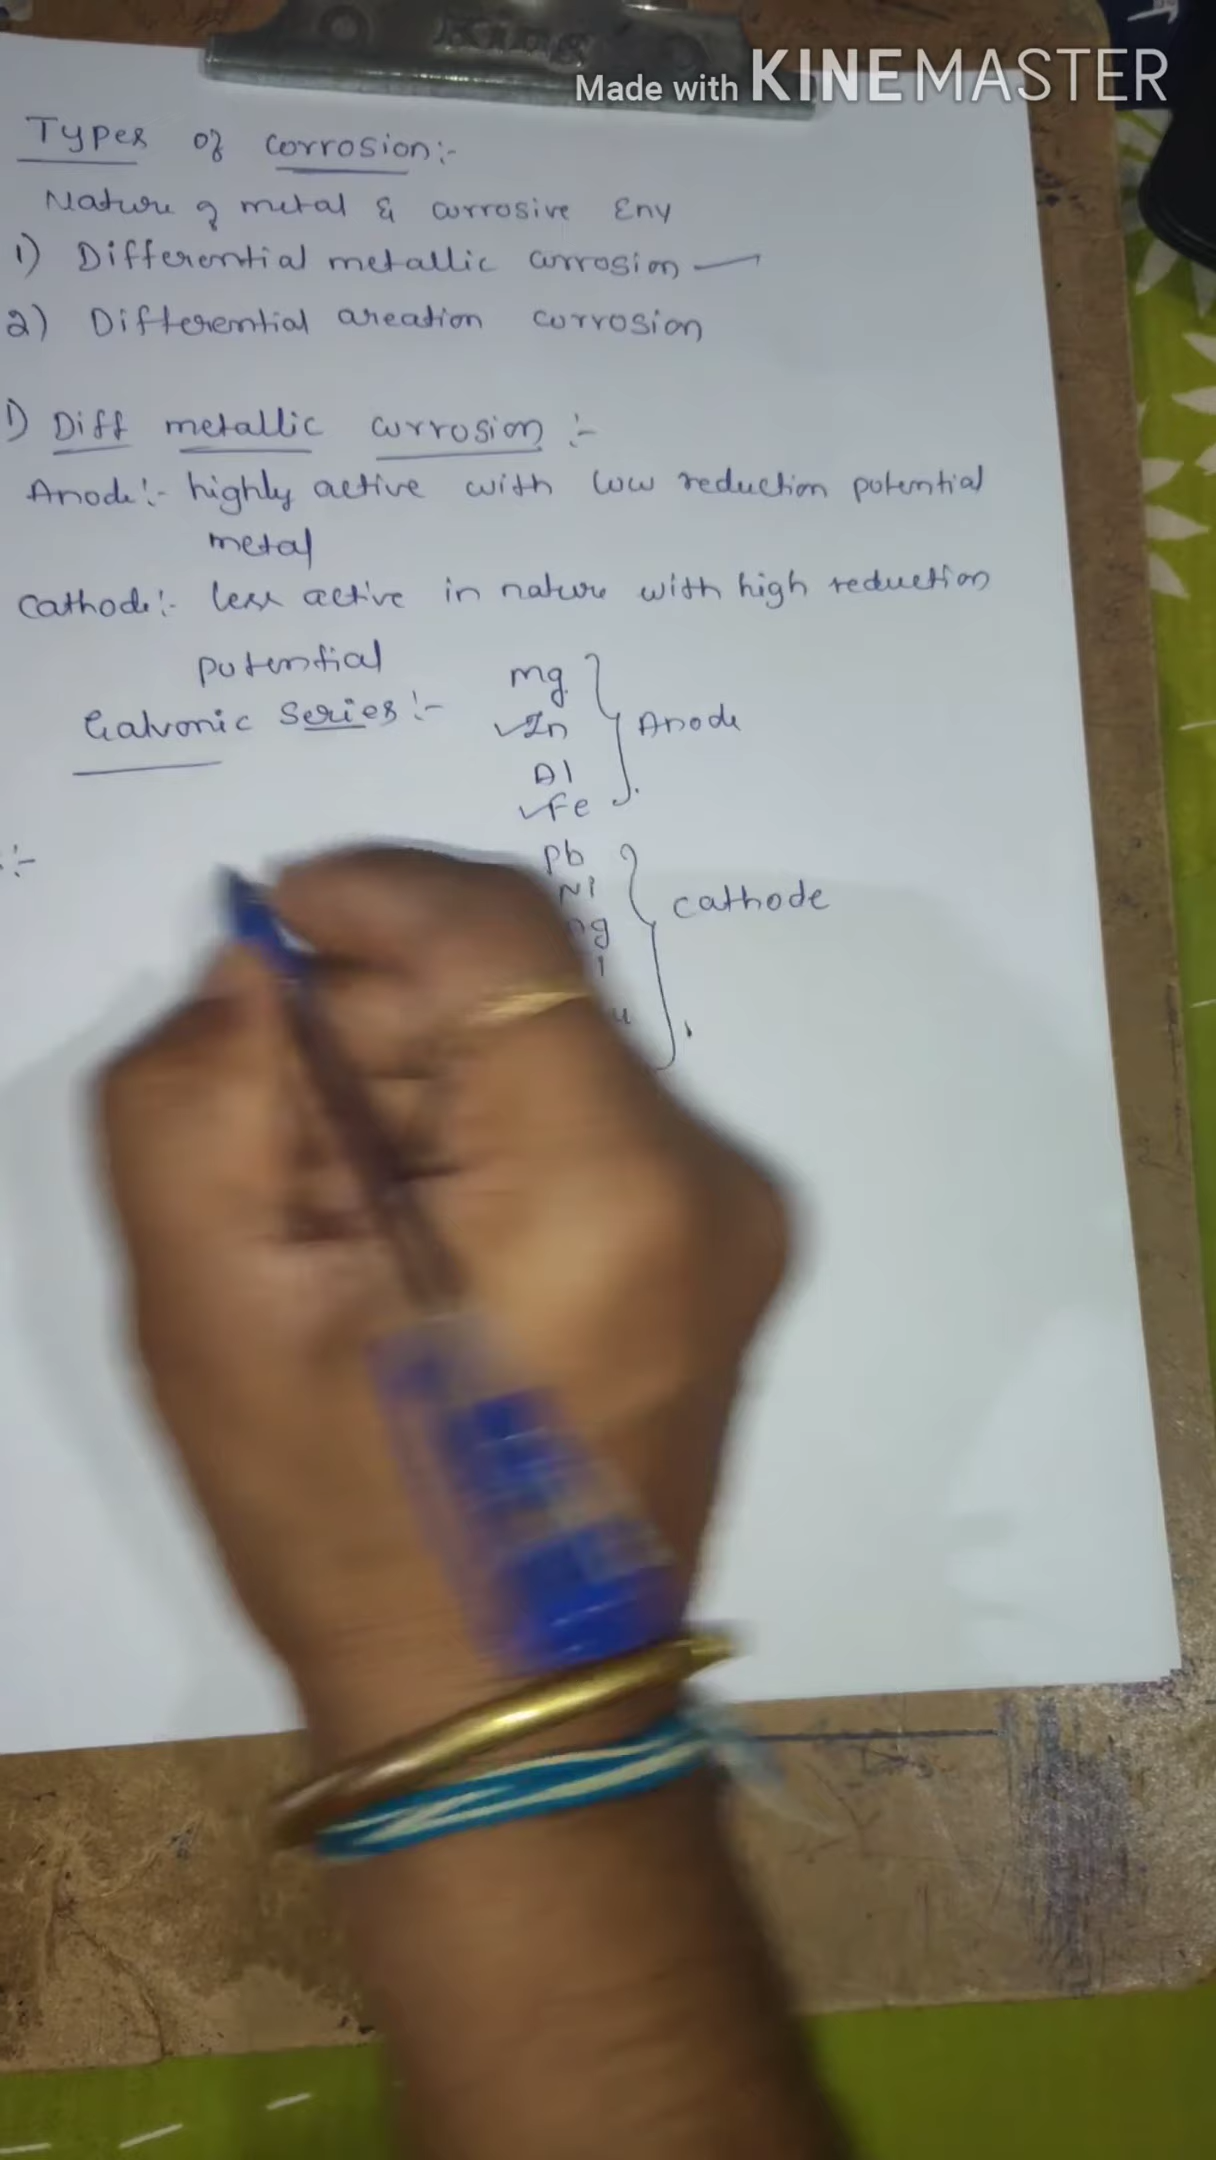 King
Made with KINEMASTER
Types of corrosion:-
Nature of metal & corrosive Env
1) Differential metallic corrosion —
2) Differential areation corrosion
1) Diff metallic corrosion :-
Anode:- highly active with low reduction potential
metal
Cathode:- less active in nature with high reduction
potential
Galvonic Series:-
mg
Zn
Al
Fe
Anode
Pb
Ni
Cathode